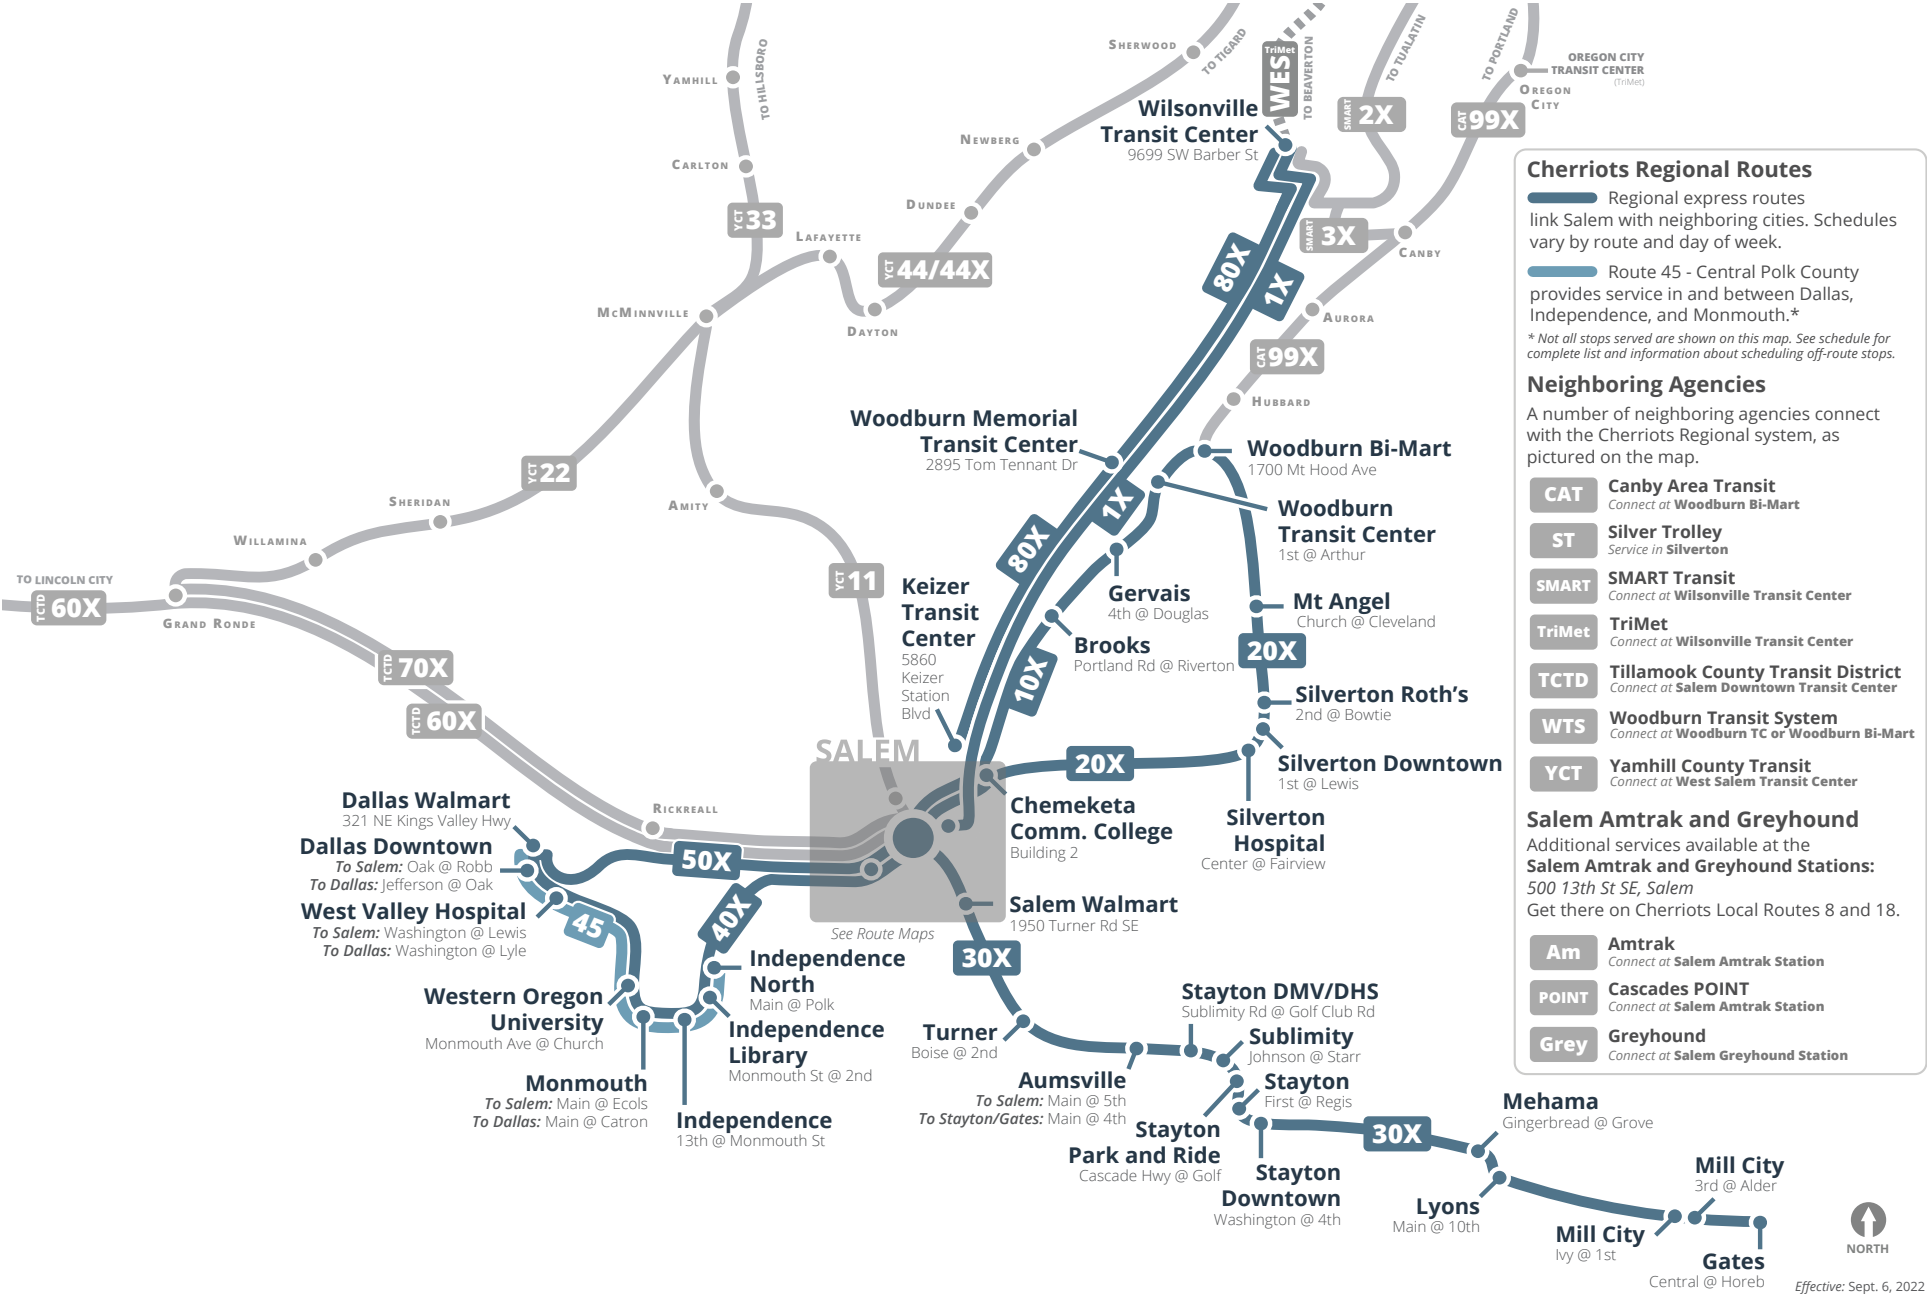 YAMHILL
TO HILLSBORO
CARLTON
YCT 33
LAFAYETTE
MCMINNVILLE
DAYTON
YCT 44/44X
DUNDEE
NEWBERG
SHERWOOD
TO TIGARD
TriMet
WES
TO BEAVERTON
SMART 2X
TO TUALATIN
TO PORTLAND
CAT 99X
OREGON CITY
TRANSIT CENTER
(TriMet)
OREGON
CITY
Wilsonville
Transit Center
9699 SW Barber St
SMART 3X
CANBY
80X
1X
AURORA
CAT 99X
HUBBARD
YCT 22
SHERIDAN
WILLAMINA
AMITY
TO LINCOLN CITY
TCTD 60X
GRAND RONDE
TCTD 70X
TCTD 60X
YCT 11
RICKREALL
Woodburn Memorial
Transit Center
2895 Tom Tennant Dr
Woodburn Bi-Mart
1700 Mt Hood Ave
Woodburn
Transit Center
1st @ Arthur
1X
80X
Keizer
Transit
Center
5860
Keizer
Station
Blvd
Gervais
4th @ Douglas
Brooks
Portland Rd @ Riverton
10X
Mt Angel
Church @ Cleveland
20X
Silverton Roth’s
2nd @ Bowtie
Silverton Downtown
1st @ Lewis
20X
Silverton
Hospital
Center @ Fairview
SALEM
Chemeketa
Comm. College
Building 2
Salem Walmart
1950 Turner Rd SE
See Route Maps
Dallas Walmart
321 NE Kings Valley Hwy
Dallas Downtown
To Salem: Oak @ Robb
To Dallas: Jefferson @ Oak
West Valley Hospital
To Salem: Washington @ Lewis
To Dallas: Washington @ Lyle
50X
45
40X
Independence
North
Main @ Polk
Western Oregon
University
Monmouth Ave @ Church
Independence
Library
Monmouth St @ 2nd
Monmouth
To Salem: Main @ Ecols
To Dallas: Main @ Catron
Independence
13th @ Monmouth St
30X
Turner
Boise @ 2nd
Aumsville
To Salem: Main @ 5th
To Stayton/Gates: Main @ 4th
Stayton DMV/DHS
Sublimity Rd @ Golf Club Rd
Sublimity
Johnson @ Starr
Stayton
First @ Regis
Stayton
Park and Ride
Cascade Hwy @ Golf
Stayton
Downtown
Washington @ 4th
30X
Mehama
Gingerbread @ Grove
Lyons
Main @ 10th
Mill City
3rd @ Alder
Mill City
Ivy @ 1st
Gates
Central @ Horeb
Cherriots Regional Routes
Regional express routes
link Salem with neighboring cities. Schedules
vary by route and day of week.
Route 45 - Central Polk County
provides service in and between Dallas,
Independence, and Monmouth.*
* Not all stops served are shown on this map. See schedule for
complete list and information about scheduling off-route stops.
Neighboring Agencies
A number of neighboring agencies connect
with the Cherriots Regional system, as
pictured on the map.
CAT Canby Area Transit
Connect at Woodburn Bi-Mart
ST Silver Trolley
Service in Silverton
SMART SMART Transit
Connect at Wilsonville Transit Center
TriMet TriMet
Connect at Wilsonville Transit Center
TCTD Tillamook County Transit District
Connect at Salem Downtown Transit Center
WTS Woodburn Transit System
Connect at Woodburn TC or Woodburn Bi-Mart
YCT Yamhill County Transit
Connect at West Salem Transit Center
Salem Amtrak and Greyhound
Additional services available at the
Salem Amtrak and Greyhound Stations:
500 13th St SE, Salem
Get there on Cherriots Local Routes 8 and 18.
Am Amtrak
Connect at Salem Amtrak Station
POINT Cascades POINT
Connect at Salem Amtrak Station
Grey Greyhound
Connect at Salem Greyhound Station
NORTH
Effective: Sept. 6, 2022